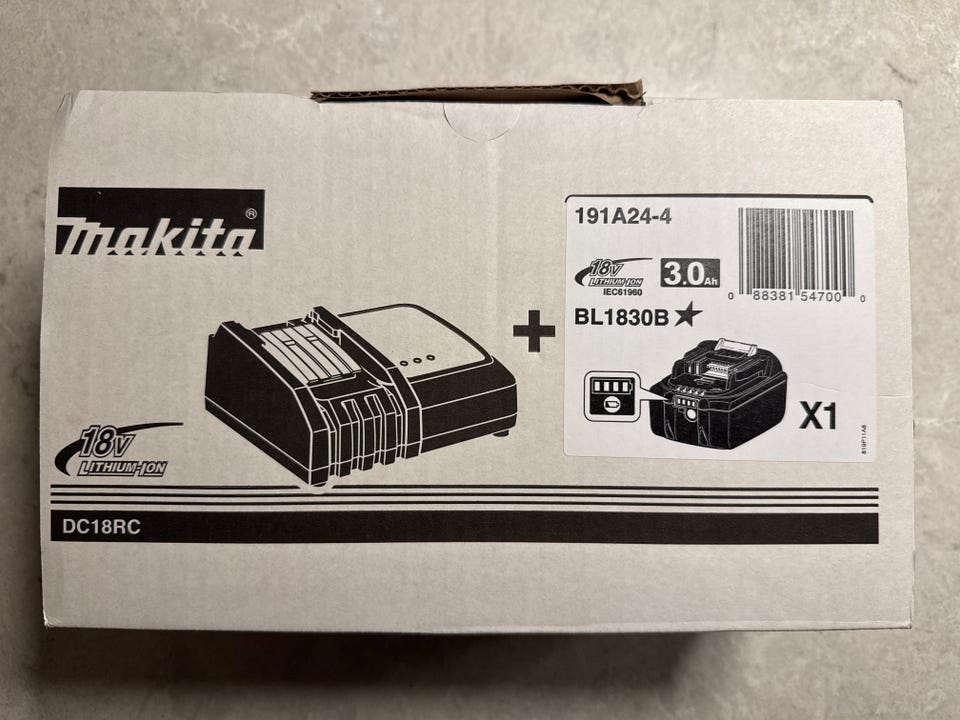 makita®
191A24-4
18V
LITHIUM-ION
IEC61960
3.0Ah
0 88381 54700 0
BL1830B★
+
X1
819P11A8
18V
LITHIUM-ION
DC18RC